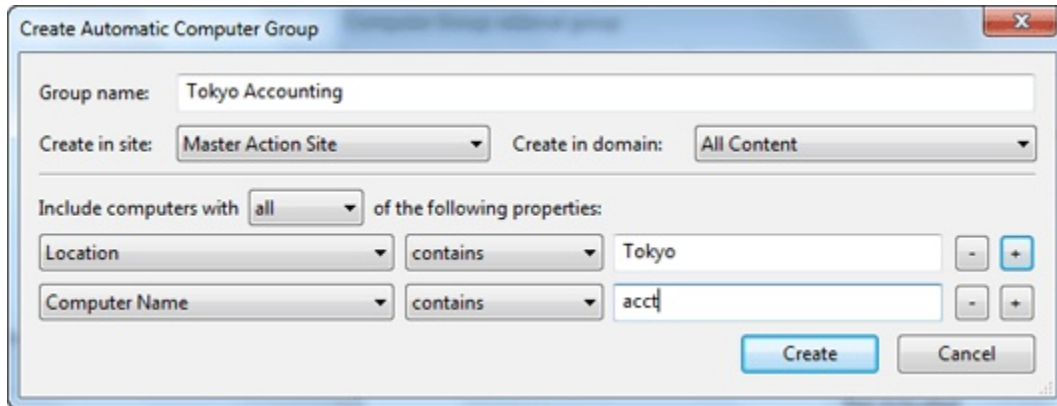 Create Automatic Computer Group
Group name: Tokyo Accounting
Create in site: Master Action Site Create in domain: All Content
Include computers with all of the following properties:
Location contains Tokyo - +
Computer Name contains acct - +
Create Cancel